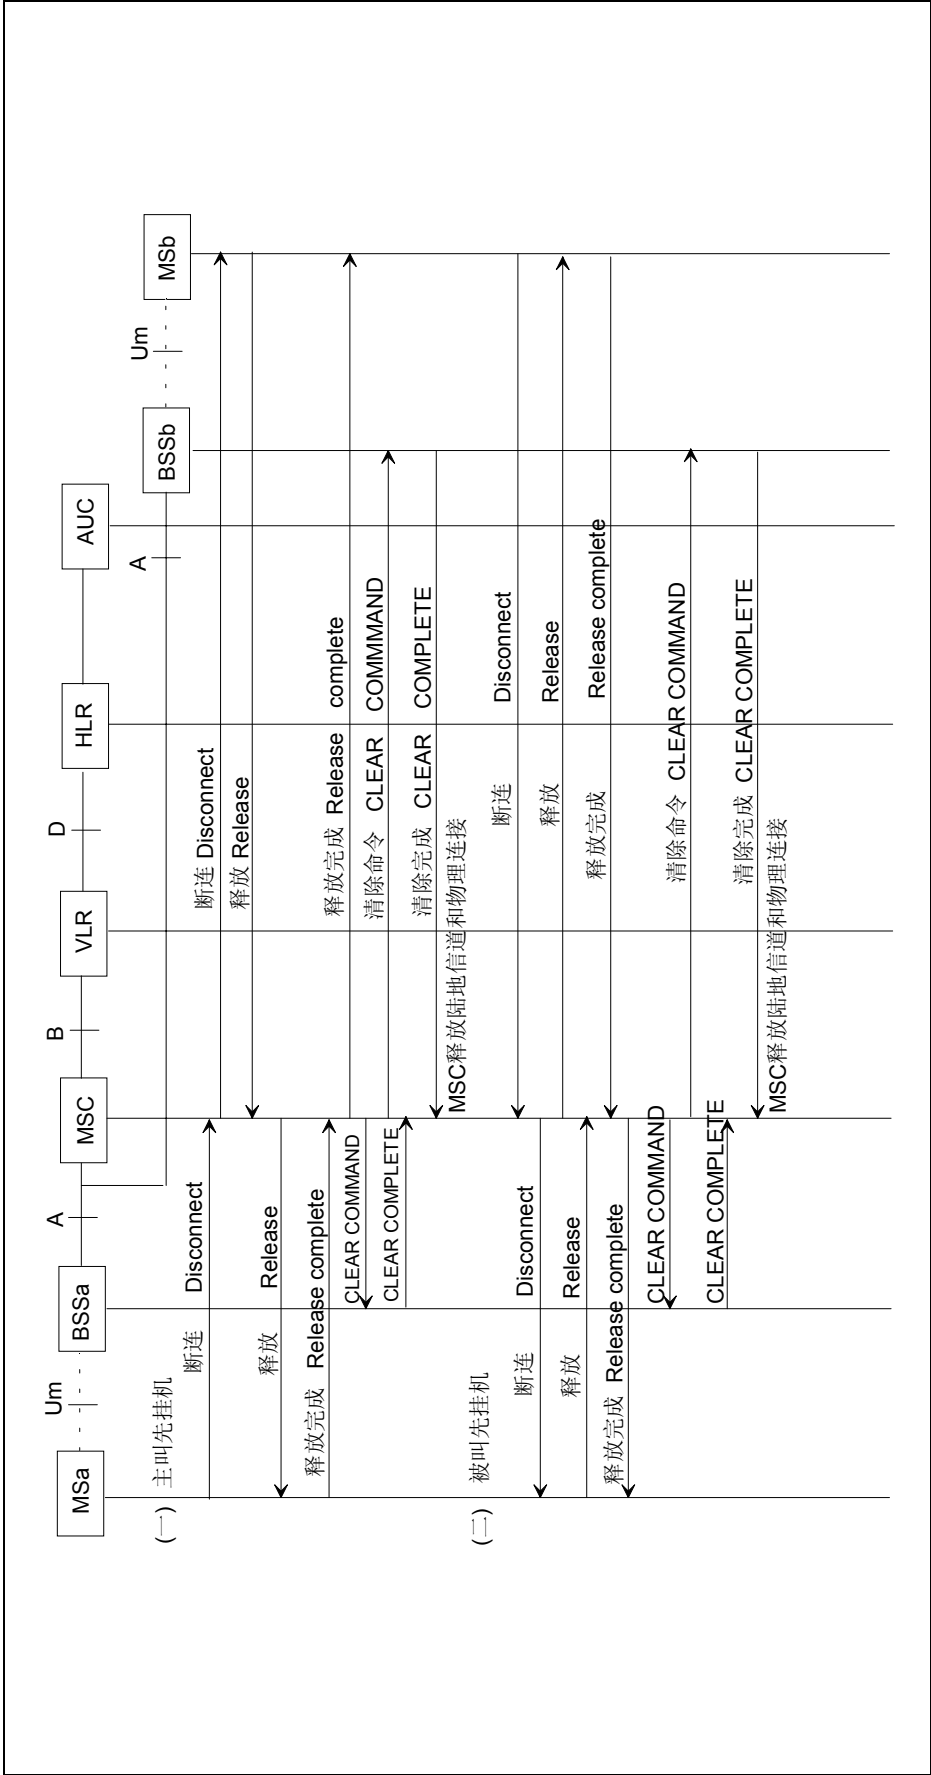 MSa
Um
BSSa
A
MSC
B
VLR
D
HLR
AUC
A
BSSb
Um
MSb
(一) 主叫先挂机
断连 Disconnect
断连 Disconnect
释放 Release
释放 Release
释放完成 Release complete
释放完成 Release complete
CLEAR COMMAND
清除命令 CLEAR COMMMAND
CLEAR COMPLETE
清除完成 CLEAR COMPLETE
MSC释放陆地信道和物理连接
(二) 被叫先挂机
断连 Disconnect
断连 Disconnect
释放 Release
释放 Release
释放完成 Release complete
释放完成 Release complete
CLEAR COMMAND
清除命令 CLEAR COMMAND
CLEAR COMPLETE
清除完成 CLEAR COMPLETE
MSC释放陆地信道和物理连接